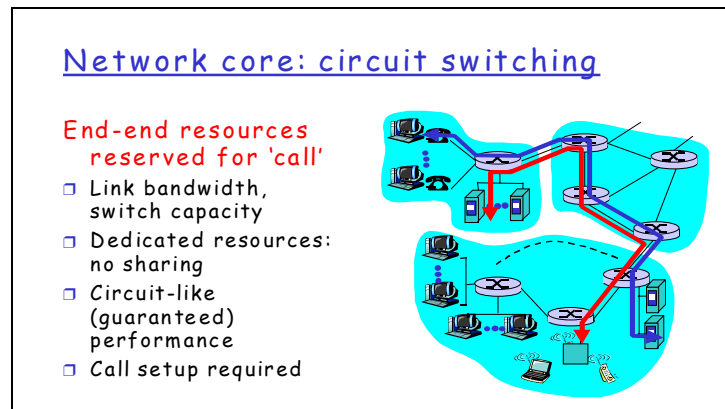 Network core: circuit switching
End-end resources
reserved for ‘call’
❒ Link bandwidth,
switch capacity
❒ Dedicated resources:
no sharing
❒ Circuit-like
(guaranteed)
performance
❒ Call setup required